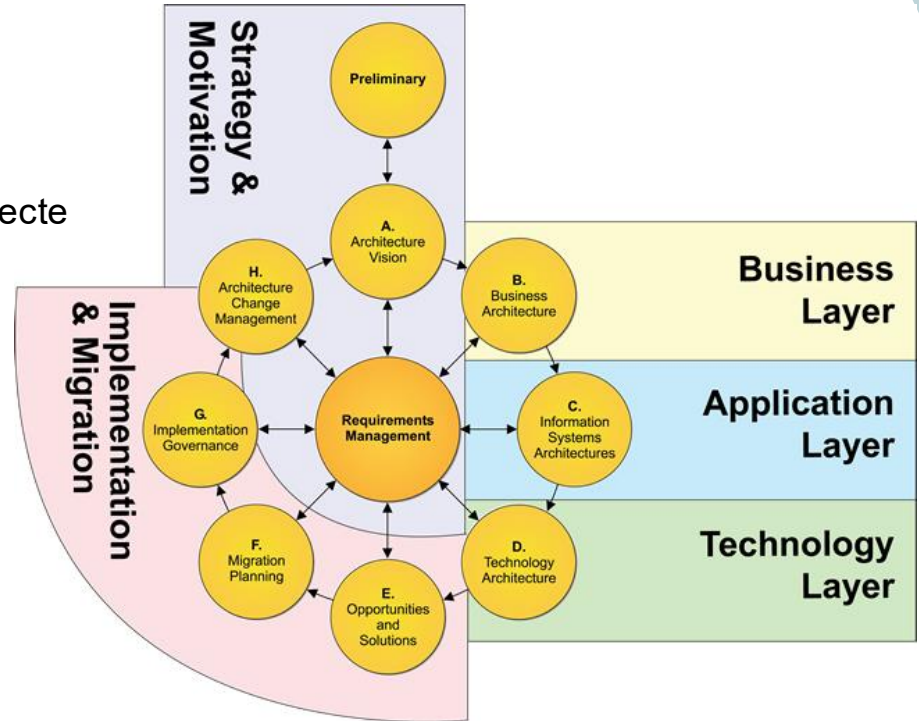 Strategy &
Motivation
Preliminary
ecte
A.
Architecture
Vision
H.
Architecture
Change
Management
B.
Business
Architecture
Business
Layer
Implementation
& Migration
G.
Implementation
Governance
Requirements
Management
C.
Information
Systems
Architectures
Application
Layer
F.
Migration
Planning
E.
Opportunities
and
Solutions
D.
Technology
Architecture
Technology
Layer